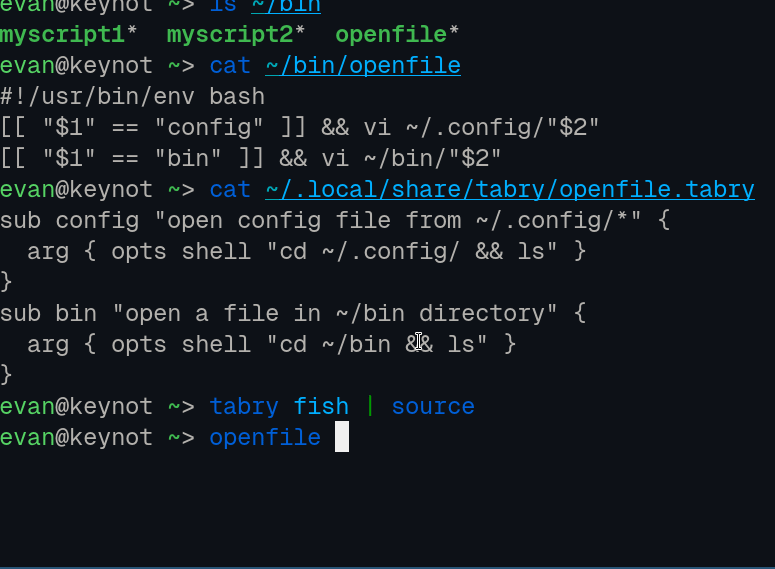 evan@keynot ~> ls ~/bin
myscript1*  myscript2*  openfile*
evan@keynot ~> cat ~/bin/openfile
#!/usr/bin/env bash
[[ "$1" == "config" ]] && vi ~/.config/"$2"
[[ "$1" == "bin" ]] && vi ~/bin/"$2"
evan@keynot ~> cat ~/.local/share/tabry/openfile.tabry
sub config "open config file from ~/.config/*" {
  arg { opts shell "cd ~/.config/ && ls" }
}
sub bin "open a file in ~/bin directory" {
  arg { opts shell "cd ~/bin && ls" }
}
evan@keynot ~> tabry fish | source
evan@keynot ~> openfile